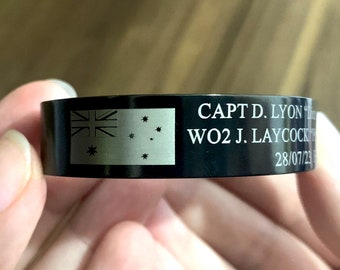 CAPT D. LYON "
WO2 J. LAYCOCK "
28/07/23